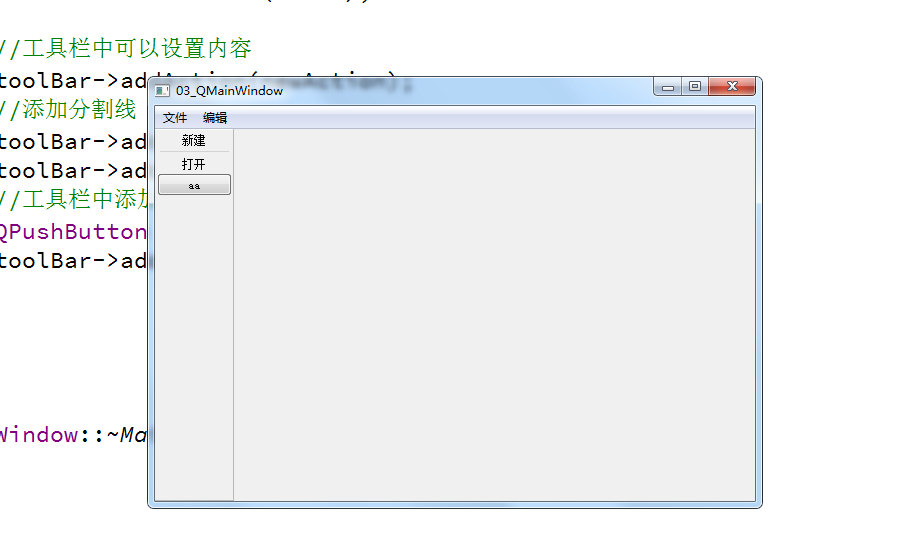 //工具栏中可以设置内容
toolBar->addAction(newAction);
//添加分割线
toolBar->ad
toolBar->ad
//工具栏中添加
QPushButton
toolBar->ad
Window::~Ma
03_QMainWindow
文件 编辑
新建
打开
aa